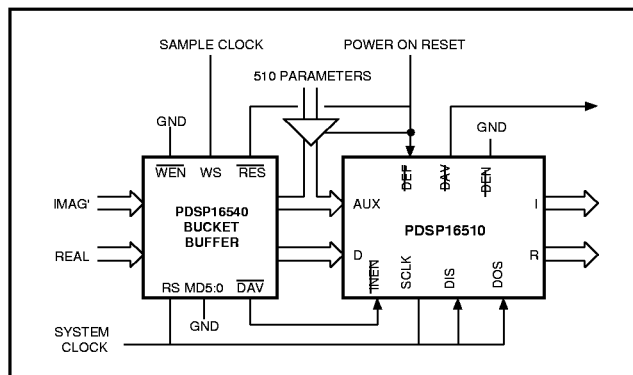 SAMPLE CLOCK
POWER ON RESET
510 PARAMETERS
GND
GND
WEN WS RES
DEF DAV DEN
IMAG'
PDSP16540
BUCKET
BUFFER
AUX
PDSP16510
I
REAL
D
R
RS MD5:0 DAV
INEN SCLK DIS DOS
GND
SYSTEM
CLOCK